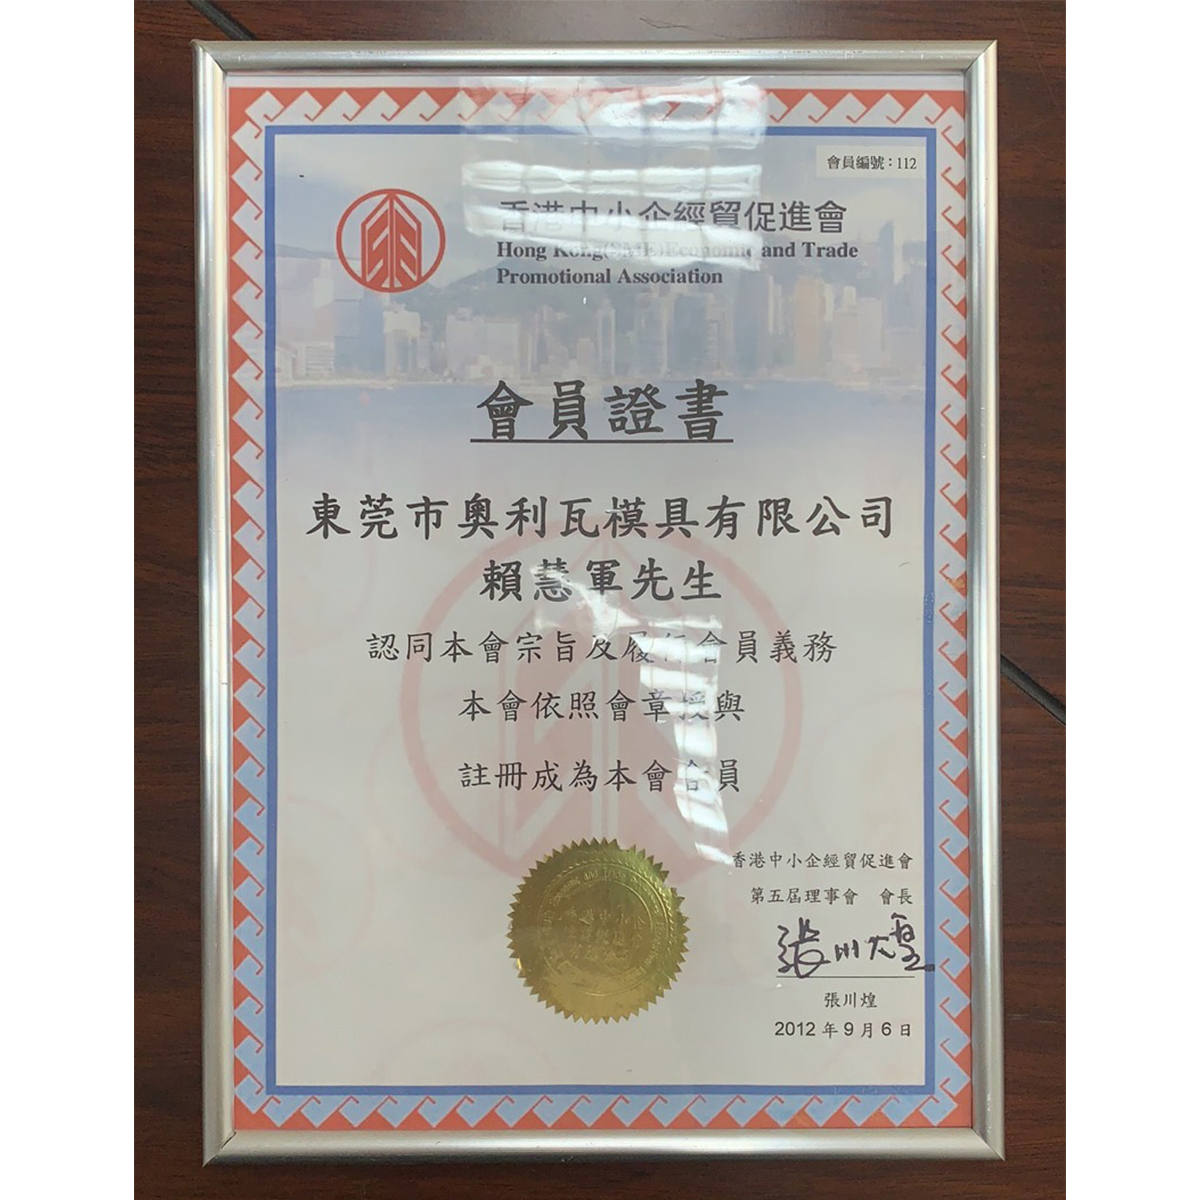 會員編號：112
香港中小企經貿促進會
Hong Kong(SME)Economic and Trade
Promotional Association
會員證書
東莞市奧利瓦模具有限公司
賴慧軍先生
認同本會宗旨及履行會員義務
本會依照會章授與
註冊成為本會會員
香港中小企經貿促進會
第五屆理事會 會長
張川煌
張川煌
2012年9月6日